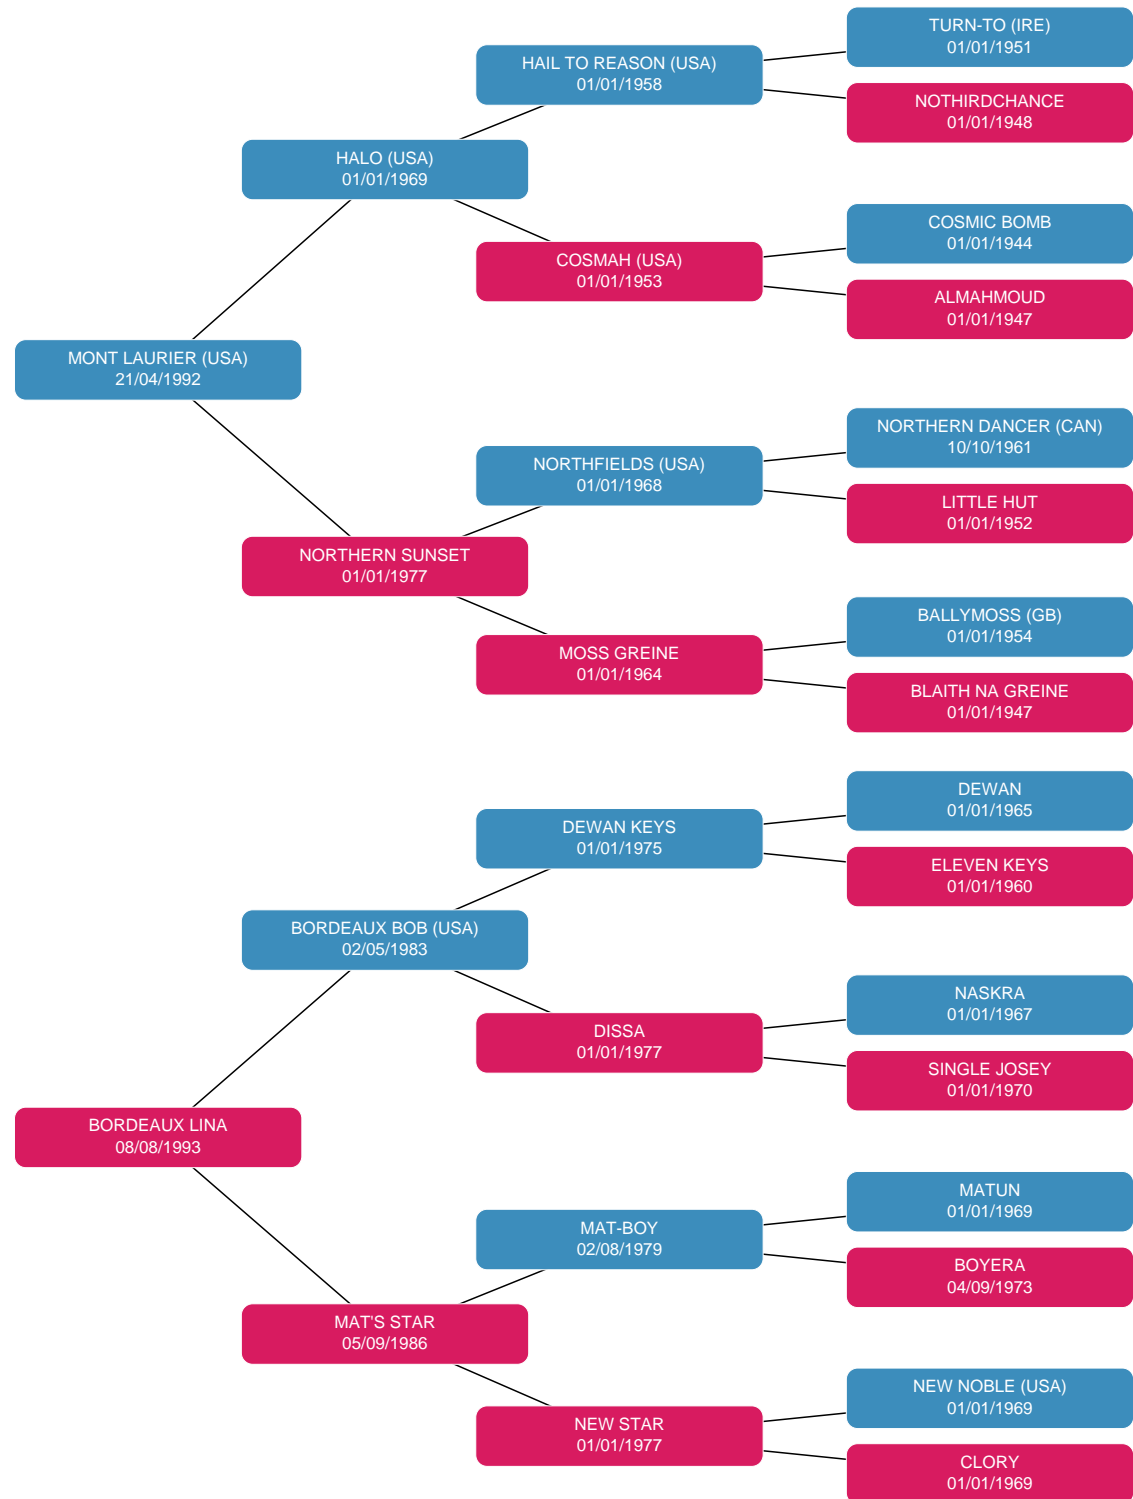 TURN-TO (IRE)
01/01/1951
HAIL TO REASON (USA)
01/01/1958
NOTHIRDCHANCE
01/01/1948
HALO (USA)
01/01/1969
COSMIC BOMB
01/01/1944
COSMAH (USA)
01/01/1953
ALMAHMOUD
01/01/1947
MONT LAURIER (USA)
21/04/1992
NORTHERN DANCER (CAN)
10/10/1961
NORTHFIELDS (USA)
01/01/1968
LITTLE HUT
01/01/1952
NORTHERN SUNSET
01/01/1977
BALLYMOSS (GB)
01/01/1954
MOSS GREINE
01/01/1964
BLAITH NA GREINE
01/01/1947
DEWAN
01/01/1965
DEWAN KEYS
01/01/1975
ELEVEN KEYS
01/01/1960
BORDEAUX BOB (USA)
02/05/1983
NASKRA
01/01/1967
DISSA
01/01/1977
SINGLE JOSEY
01/01/1970
BORDEAUX LINA
08/08/1993
MATUN
01/01/1969
MAT-BOY
02/08/1979
BOYERA
04/09/1973
MAT'S STAR
05/09/1986
NEW NOBLE (USA)
01/01/1969
NEW STAR
01/01/1977
CLORY
01/01/1969